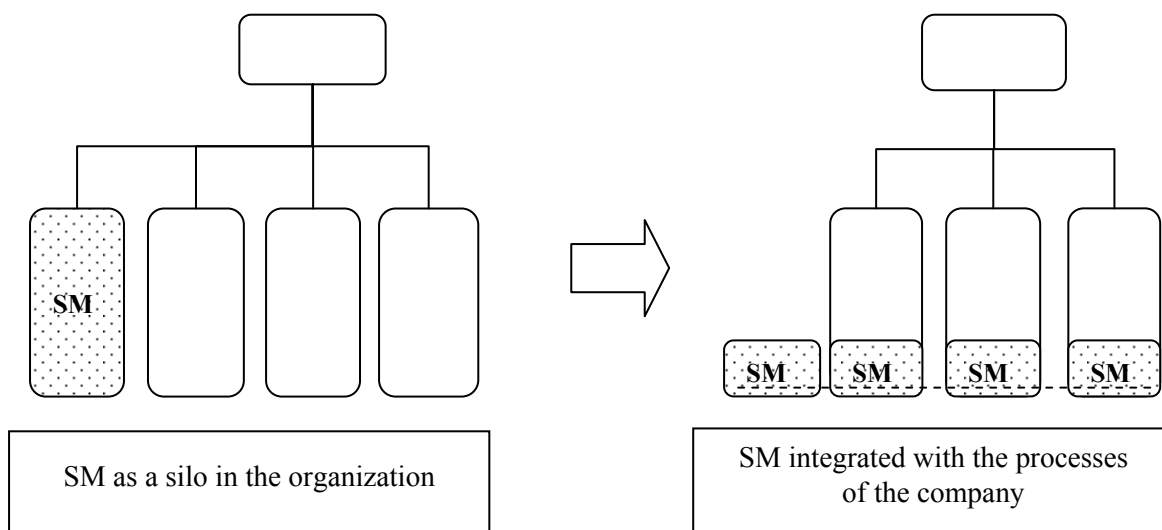 SM
SM
SM
SM
SM
SM as a silo in the organization
SM integrated with the processes
of the company